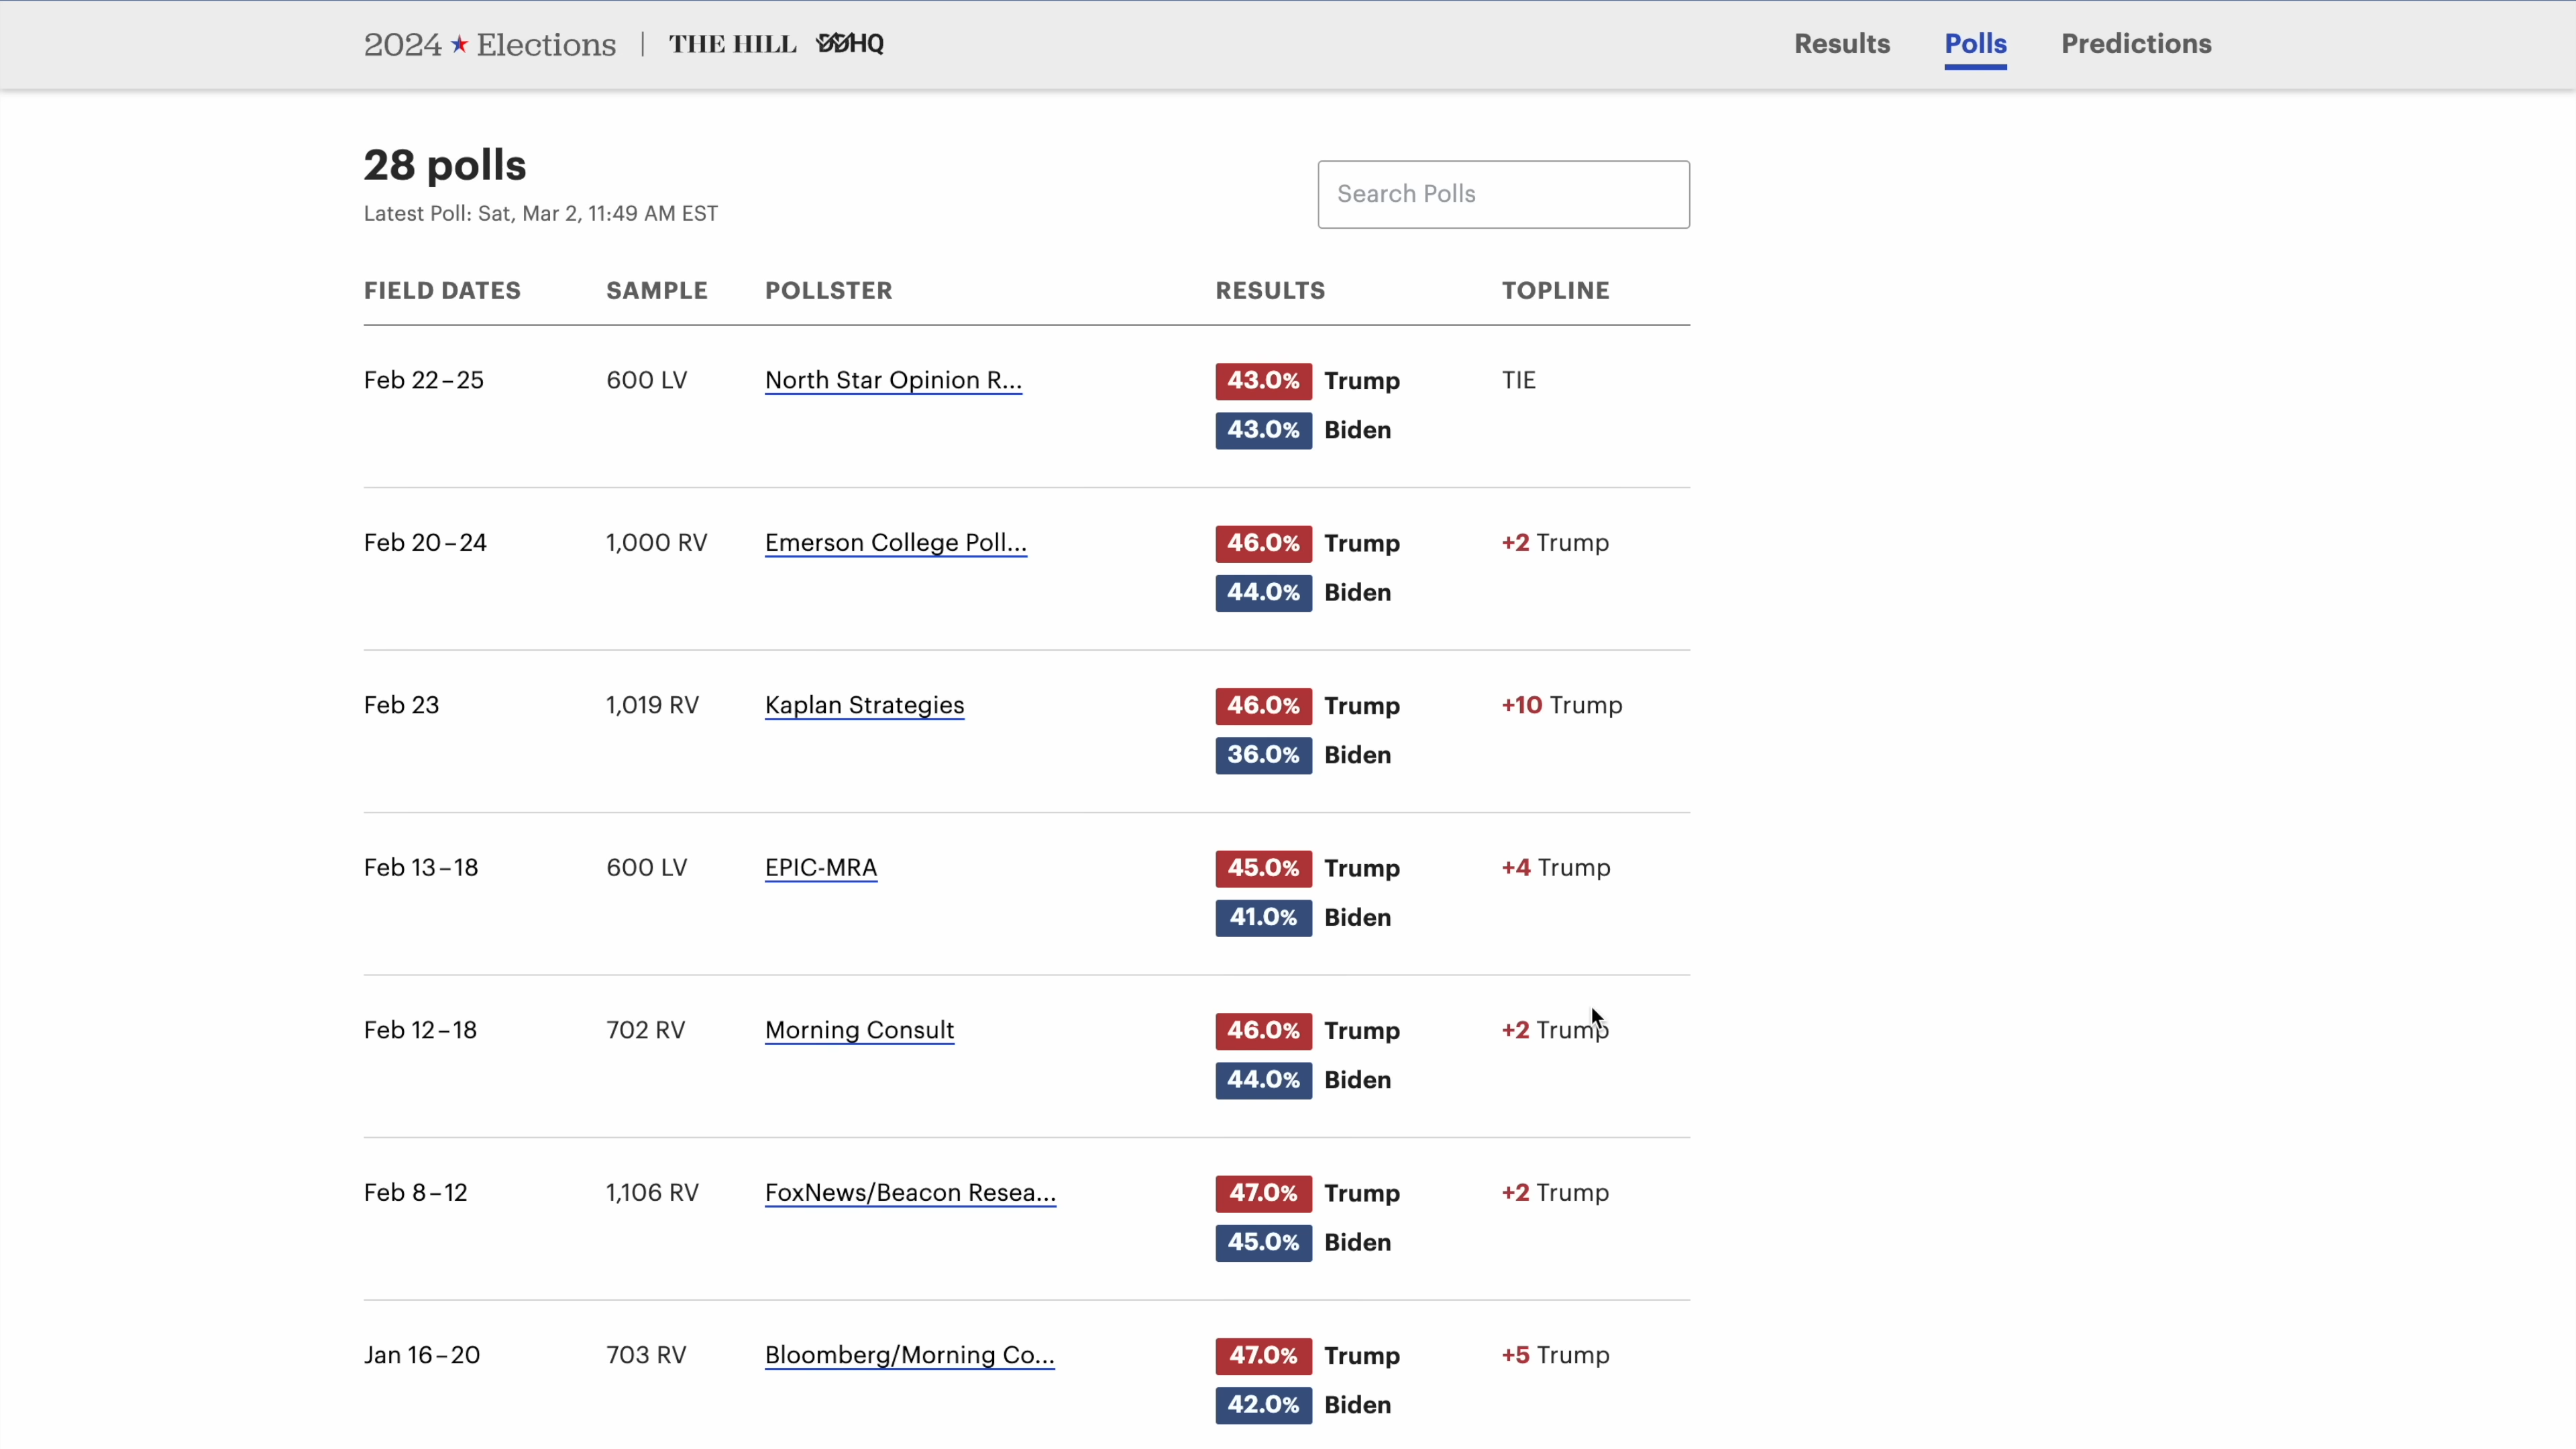 2024 ★ Elections | THE HILL DDHQ Results Polls Predictions
28 polls
Search Polls
Latest Poll: Sat, Mar 2, 11:49 AM EST
FIELD DATES SAMPLE POLLSTER RESULTS TOPLINE
Feb 22–25 600 LV North Star Opinion R... 43.0% Trump TIE
43.0% Biden
Feb 20–24 1,000 RV Emerson College Poll... 46.0% Trump +2 Trump
44.0% Biden
Feb 23 1,019 RV Kaplan Strategies 46.0% Trump +10 Trump
36.0% Biden
Feb 13–18 600 LV EPIC-MRA 45.0% Trump +4 Trump
41.0% Biden
Feb 12–18 702 RV Morning Consult 46.0% Trump +2 Trump
44.0% Biden
Feb 8–12 1,106 RV FoxNews/Beacon Resea... 47.0% Trump +2 Trump
45.0% Biden
Jan 16–20 703 RV Bloomberg/Morning Co... 47.0% Trump +5 Trump
42.0% Biden